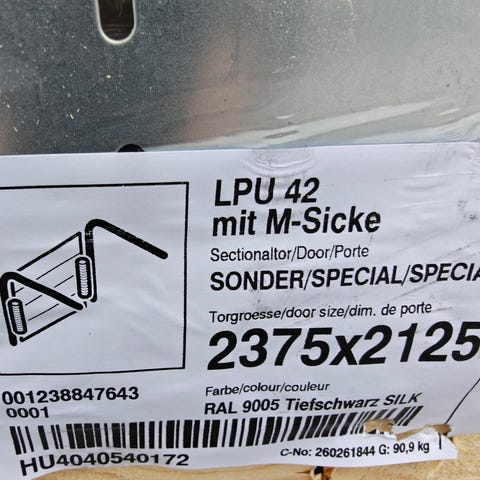 LPU 42
mit M-Sicke
Sectionaltor/Door/Porte
SONDER/SPECIAL/SPECIA
Torgroesse/door size/dim. de porte
2375x2125
Farbe/colour/couleur
RAL 9005 Tiefschwarz SILK
001238847643
0001
HU4040540172
C-No: 260261844 G: 90,9 kg